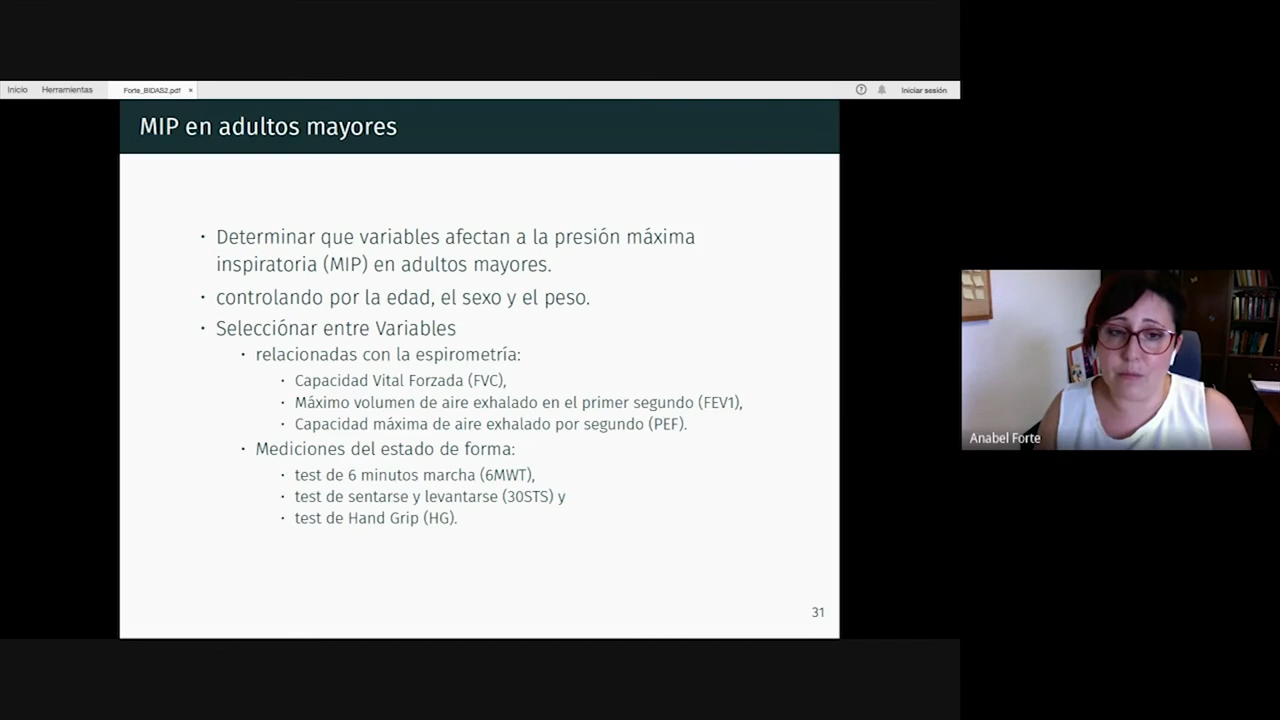 Inicio Herramientas Forte_BIDAS2.pdf × Iniciar sesión
MIP en adultos mayores
· Determinar que variables afectan a la presión máxima
inspiratoria (MIP) en adultos mayores.
· controlando por la edad, el sexo y el peso.
· Selecciónar entre Variables
· relacionadas con la espirometría:
· Capacidad Vital Forzada (FVC),
· Máximo volumen de aire exhalado en el primer segundo (FEV1),
· Capacidad máxima de aire exhalado por segundo (PEF).
· Mediciones del estado de forma:
· test de 6 minutos marcha (6MWT),
· test de sentarse y levantarse (30STS) y
· test de Hand Grip (HG).
31
Anabel Forte